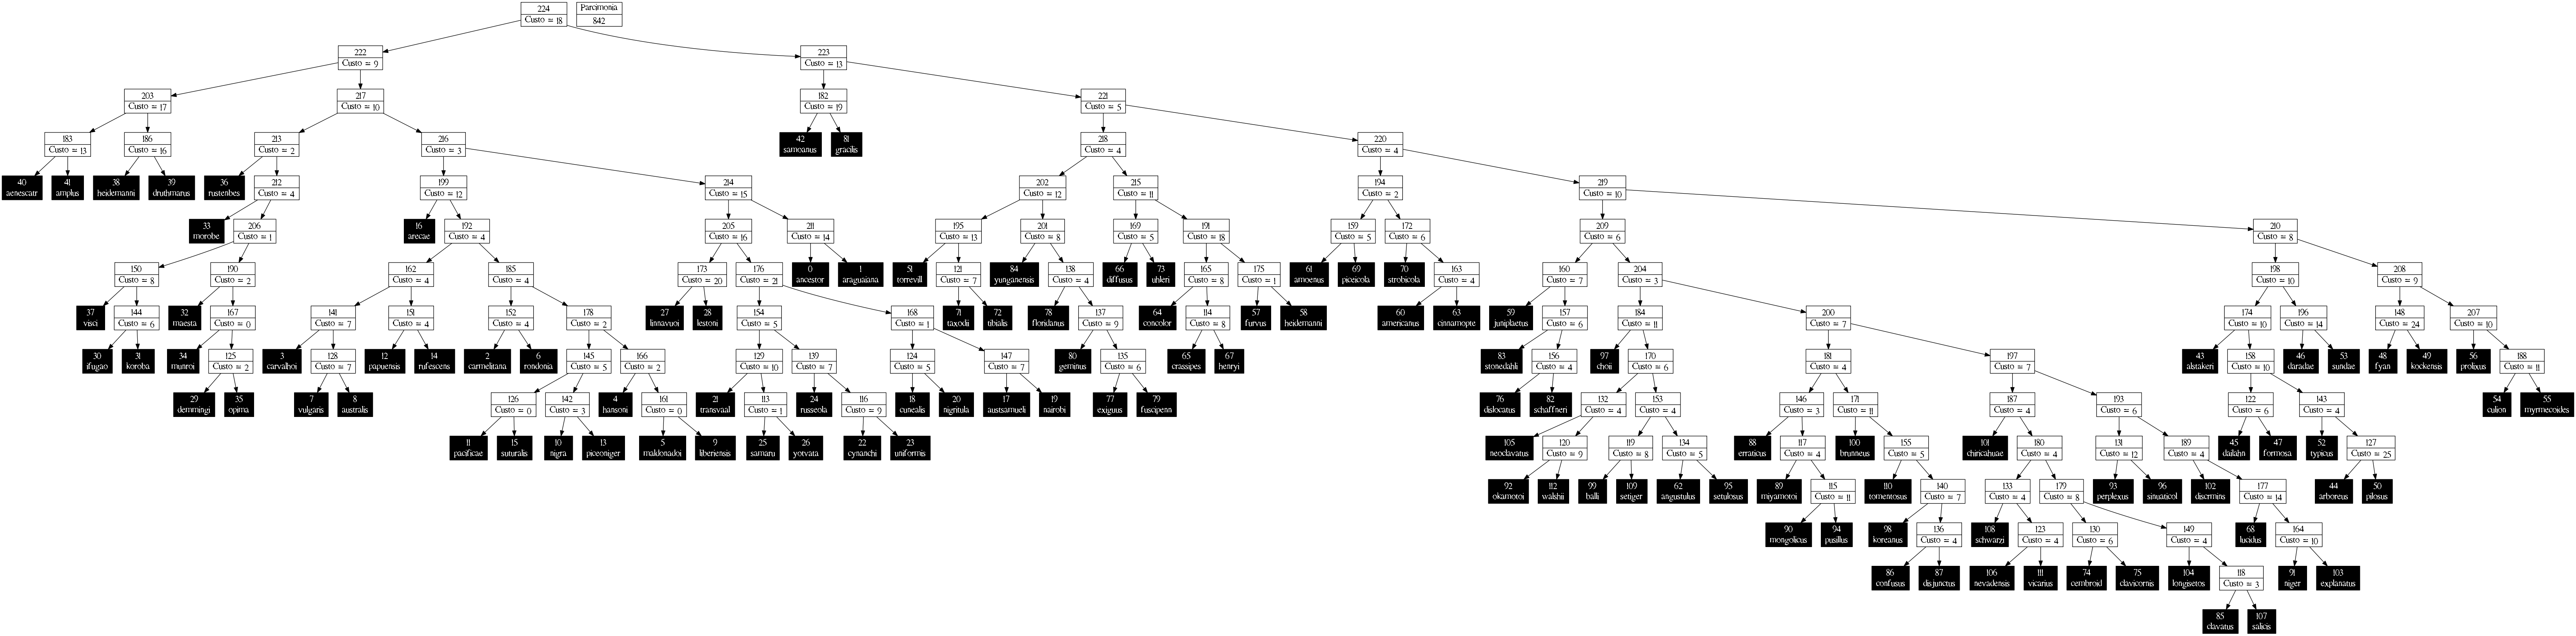 224
Custo = 18
Parcimonia
842
222
Custo = 9
223
Custo = 13
203
Custo = 17
217
Custo = 10
182
Custo = 19
221
Custo = 5
183
Custo = 13
186
Custo = 16
213
Custo = 2
216
Custo = 3
42
samoanus
81
gracilis
218
Custo = 4
220
Custo = 4
40
aenescatr
41
amplus
38
heidemanni
39
druthmarus
36
rustenbes
212
Custo = 4
199
Custo = 12
214
Custo = 15
202
Custo = 12
215
Custo = 11
194
Custo = 2
219
Custo = 10
33
morobe
206
Custo = 1
16
arecae
192
Custo = 4
205
Custo = 16
211
Custo = 14
195
Custo = 13
201
Custo = 8
169
Custo = 5
191
Custo = 18
159
Custo = 5
172
Custo = 6
209
Custo = 6
210
Custo = 8
150
Custo = 8
190
Custo = 2
162
Custo = 4
185
Custo = 4
173
Custo = 20
176
Custo = 21
0
ancestor
1
araguaiana
51
torrevill
121
Custo = 7
84
yunganensis
138
Custo = 4
66
diffusus
73
uhleri
165
Custo = 8
175
Custo = 1
61
amoenus
69
piceicola
70
strobicola
163
Custo = 4
160
Custo = 7
204
Custo = 3
198
Custo = 10
208
Custo = 9
37
visci
144
Custo = 6
32
maesta
167
Custo = 0
141
Custo = 7
151
Custo = 4
152
Custo = 4
178
Custo = 2
27
linnavuoi
28
lestoni
154
Custo = 5
168
Custo = 1
71
taxodii
72
tibialis
78
floridanus
137
Custo = 9
64
concolor
114
Custo = 8
57
furvus
58
heidemanni
60
americanus
63
cinnamopte
59
juniplaetus
157
Custo = 6
184
Custo = 11
200
Custo = 7
174
Custo = 10
196
Custo = 14
148
Custo = 24
207
Custo = 10
30
ifugao
31
koroba
34
munroi
125
Custo = 2
3
carvalhoi
128
Custo = 7
12
papuensis
14
rufescens
2
carmelitana
6
rondonia
145
Custo = 5
166
Custo = 2
129
Custo = 10
139
Custo = 7
124
Custo = 5
147
Custo = 7
80
geminus
135
Custo = 6
65
crassipes
67
henryi
83
stonedahli
156
Custo = 4
97
choii
170
Custo = 6
181
Custo = 4
197
Custo = 7
43
alstakeri
158
Custo = 10
46
daradae
53
sundae
48
fyan
49
kockensis
56
prolixus
188
Custo = 11
29
demmingi
35
opima
7
vulgaris
8
australis
126
Custo = 0
142
Custo = 3
4
hansoni
161
Custo = 0
21
transvaal
113
Custo = 1
24
russeola
116
Custo = 9
18
cunealis
20
nigritula
17
austsamueli
19
nairobi
77
exiguus
79
fuscipenn
76
dislocatus
82
schaffneri
132
Custo = 4
153
Custo = 4
146
Custo = 3
171
Custo = 11
187
Custo = 4
193
Custo = 6
122
Custo = 6
143
Custo = 4
54
culion
55
myrmecoides
11
pacificae
15
suturalis
10
nigra
13
piceoniger
5
maldonadoi
9
liberiensis
25
samaru
26
yotvata
22
cynanchi
23
uniformis
105
neoclavatus
120
Custo = 9
119
Custo = 8
134
Custo = 5
88
erraticus
117
Custo = 4
100
brunneus
155
Custo = 5
101
chiricahuae
180
Custo = 4
131
Custo = 12
189
Custo = 4
45
dailahn
47
formosa
52
typicus
127
Custo = 25
92
okamotoi
112
walshii
99
balli
109
setiger
62
angustulus
95
setulosus
89
miyamotoi
115
Custo = 11
110
tomentosus
140
Custo = 7
133
Custo = 4
179
Custo = 8
93
perplexus
96
sinuaticol
102
discrmins
177
Custo = 14
44
arboreus
50
pilosus
90
mongolicus
94
pusillus
98
koreanus
136
Custo = 4
108
schwarzi
123
Custo = 4
130
Custo = 6
149
Custo = 4
68
lucidus
164
Custo = 10
86
confusus
87
disjunctus
106
nevadensis
111
vicarius
74
cembroid
75
clavicornis
104
longisetos
118
Custo = 3
91
niger
103
explanatus
85
clavatus
107
salicis